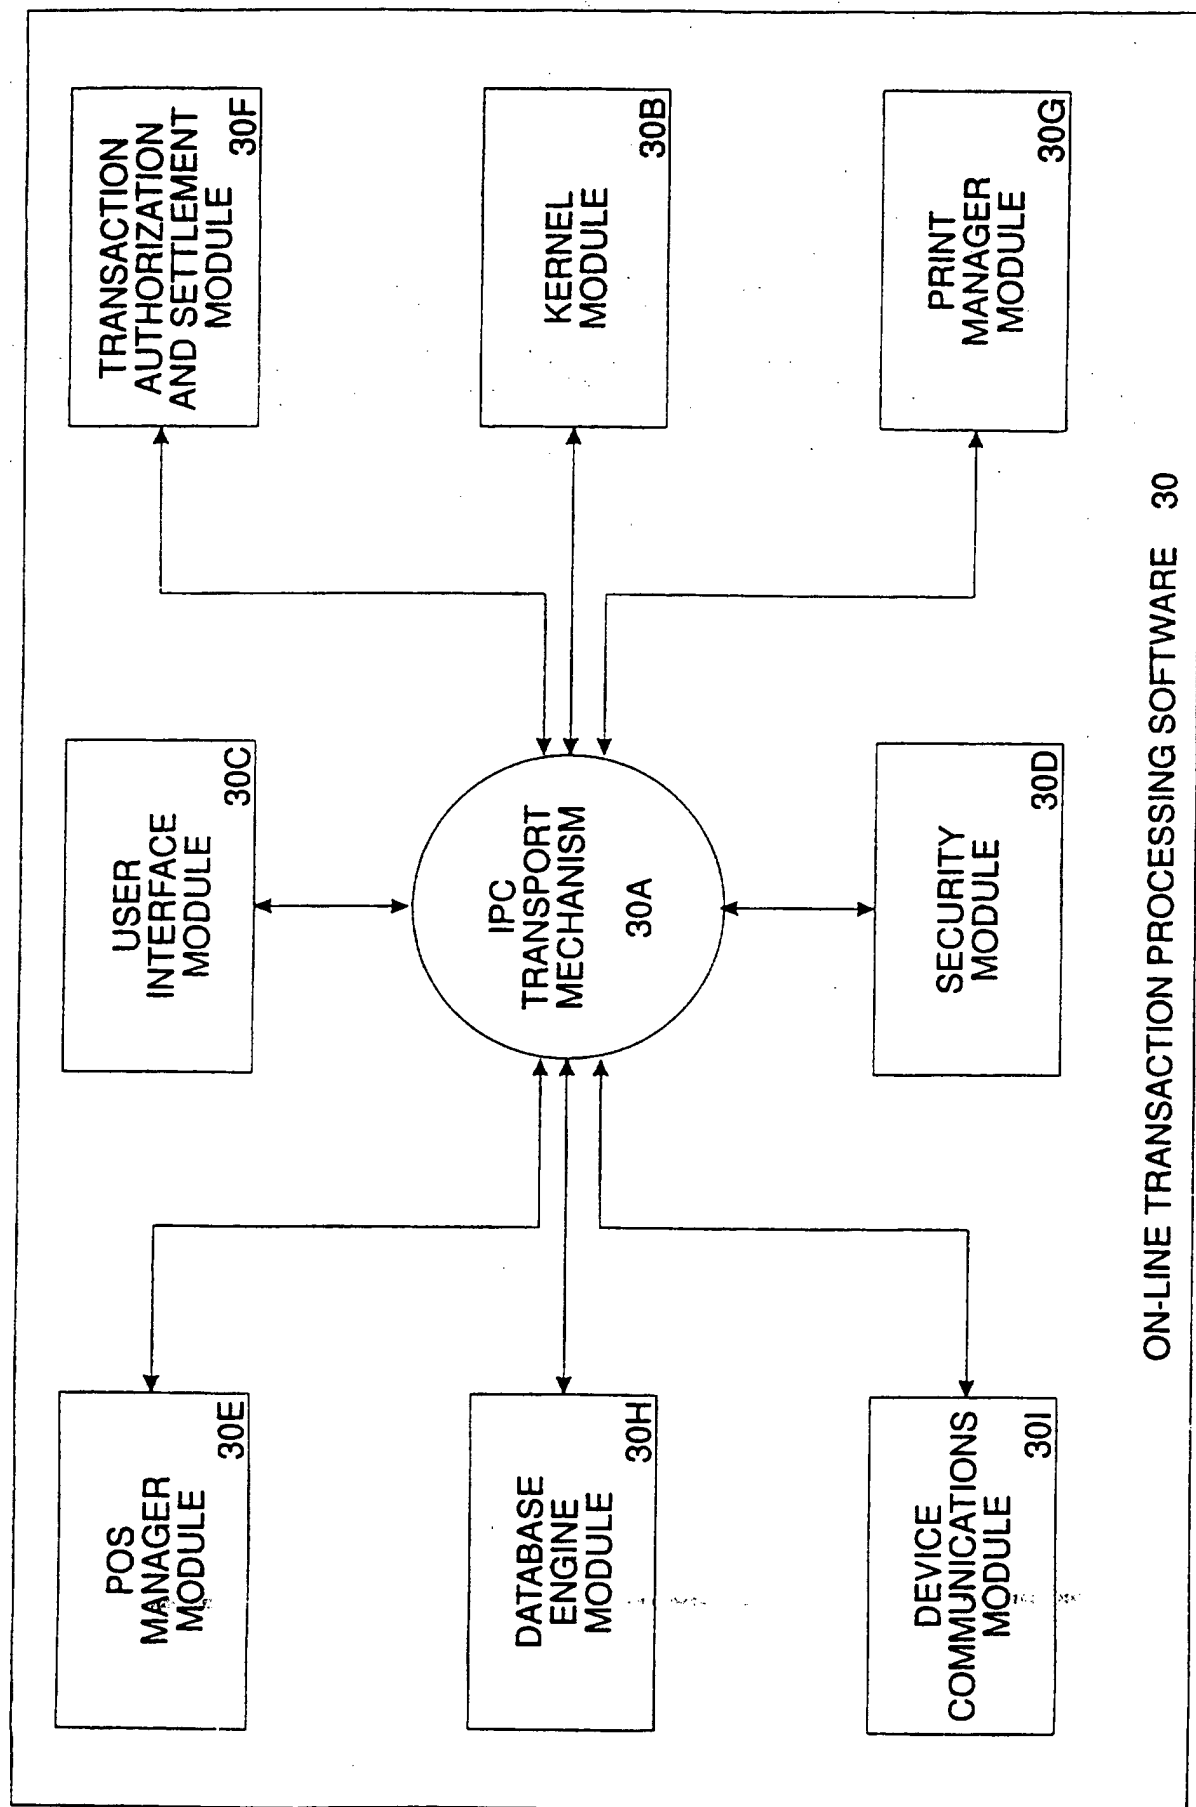 POS
MANAGER
MODULE
30E
USER
INTERFACE
MODULE
30C
TRANSACTION
AUTHORIZATION
AND SETTLEMENT
MODULE
30F
DATABASE
ENGINE
MODULE
30H
IPC
TRANSPORT
MECHANISM
30A
KERNEL
MODULE
30B
DEVICE
COMMUNICATIONS
MODULE
30I
SECURITY
MODULE
30D
PRINT
MANAGER
MODULE
30G
ON-LINE TRANSACTION PROCESSING SOFTWARE 30